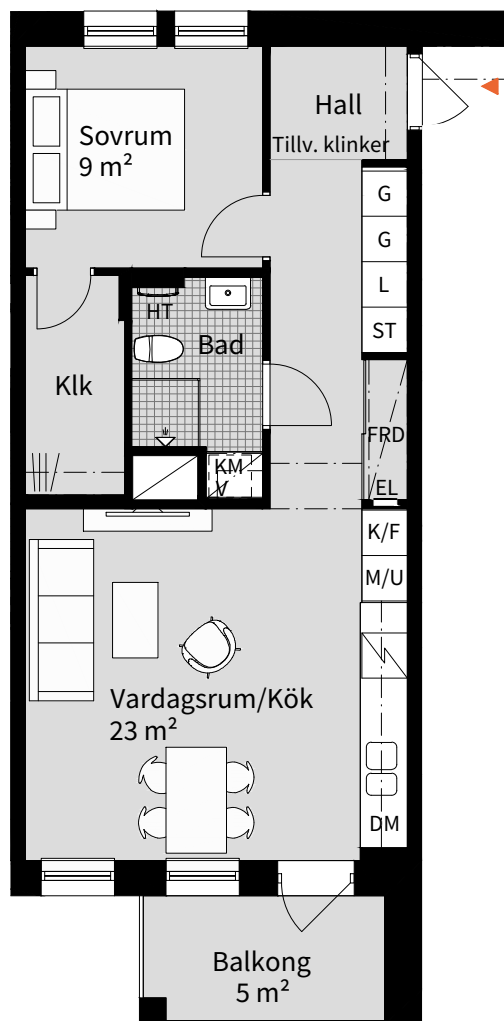 Hall
Tillv. klinker
Sovrum
9 m²
G
G
L
ST
HT
Bad
Klk
FRD
KM
EL
K/F
M/U
Vardagsrum/Kök
23 m²
DM
Balkong
5 m²